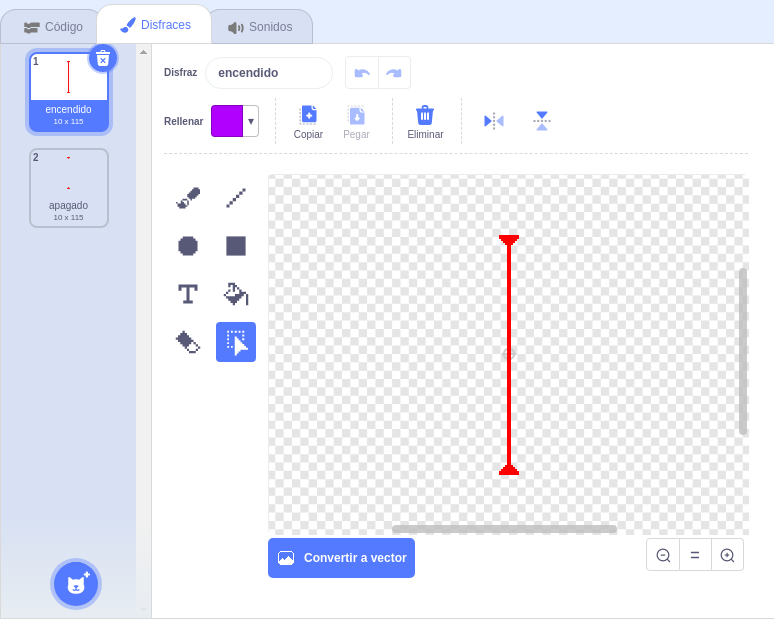 Código
Disfraces
Sonidos
1
encendido
10 x 115
2
apagado
10 x 115
Disfraz
encendido
Rellenar
Copiar
Pegar
Eliminar
Convertir a vector